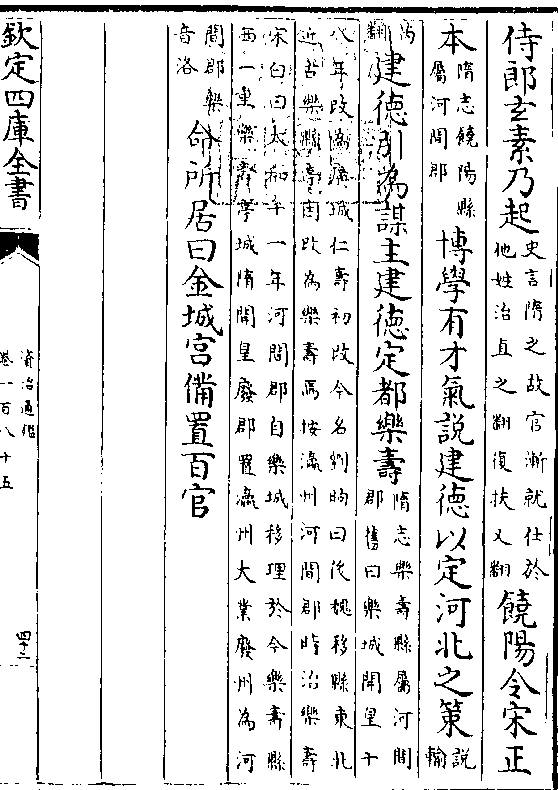 侍郎玄素乃起史言隋之故官漸就仕於他姓治直之翻復扶又翻饒陽令宋正
本隋志饒陽縣屬河間郡博學有才氣說建德以定河北之策説輸
芮翻建德引為謀主建德定都樂壽隋志樂壽縣屬河間郡舊曰樂城開皇十
八年改為廣城仁壽初改今名劉昫曰後魏移縣東北近古樂壽亭因改為樂壽焉按瀛州河間郡時治樂壽
宋白曰太和十一年河間郡自樂城移理於今樂壽縣西一里樂壽亭城隋開皇廢郡置瀛州大業廢州為河
間郡樂音洛命所居曰金城宮備置百官
欽定四庫全書
資治通鑑
卷一百八十五
四十二